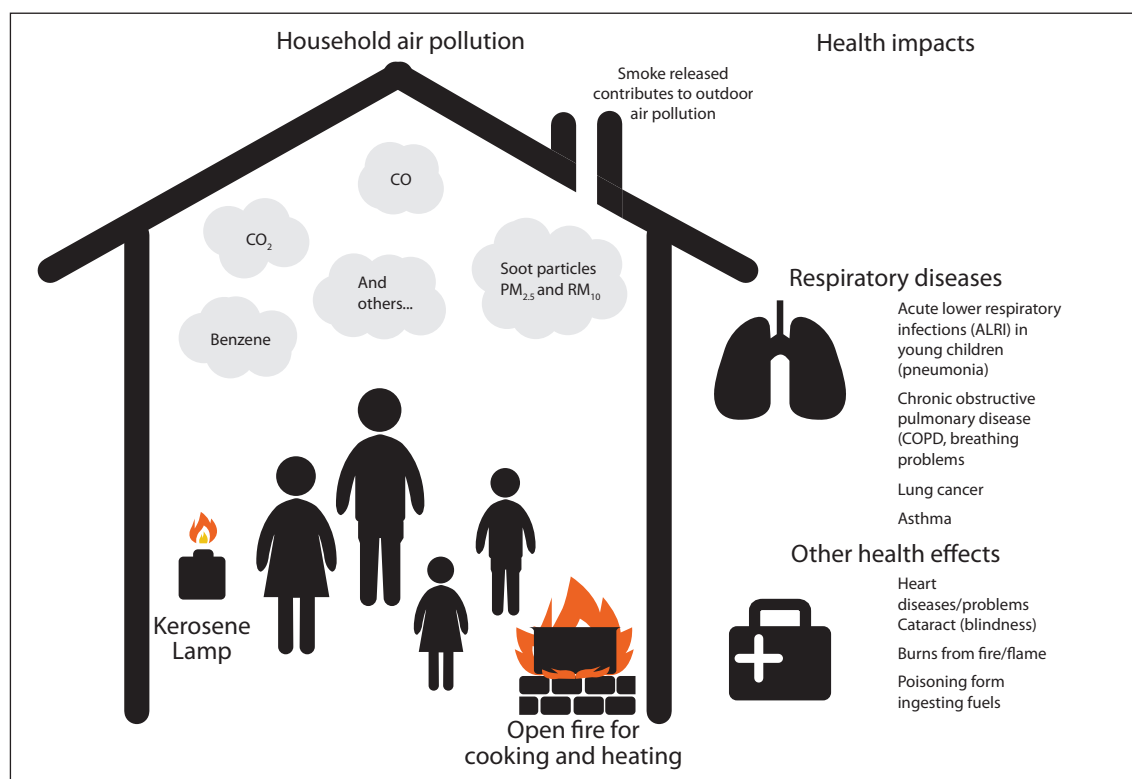 Household air pollution
Health impacts
Smoke released
contributes to outdoor
air pollution
CO
CO₂
And
others...
Soot particles
PM₂.₅ and RM₁₀
Benzene
Respiratory diseases
Acute lower respiratory
infections (ALRI) in
young children
(pneumonia)
Chronic obstructive
pulmonary disease
(COPD, breathing
problems
Lung cancer
Asthma
Other health effects
Heart
diseases/problems
Cataract (blindness)
Burns from fire/flame
Poisoning form
ingesting fuels
Kerosene
Lamp
Open fire for
cooking and heating